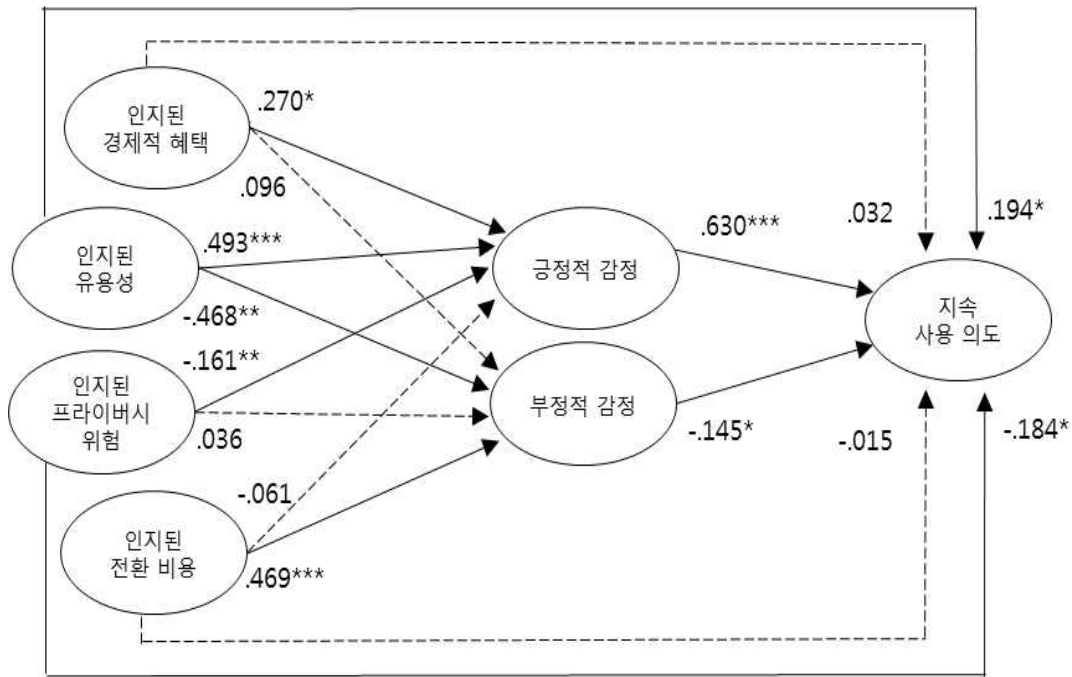 인지된
경제적 혜택
.270*
.096
.032
.194*
인지된
유용성
.493***
-.468**
긍정적 감정
.630***
지속
사용 의도
인지된
프라이버시
위험
-.161**
.036
부정적 감정
-.145*
-.015
-.184*
인지된
전환 비용
-.061
.469***